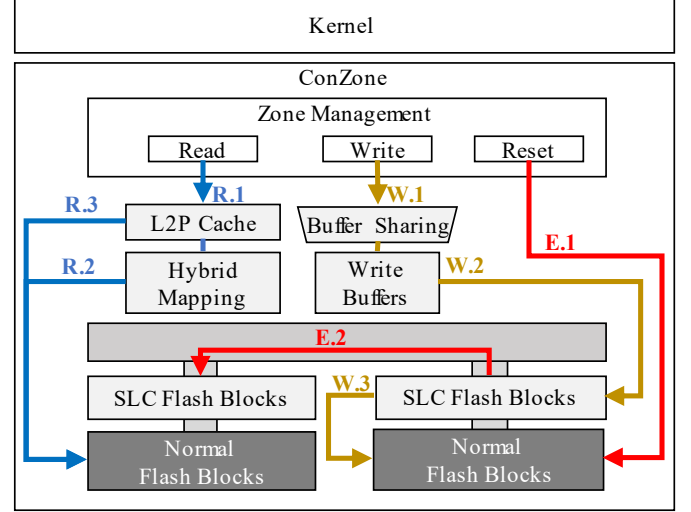 Kernel
ConZone
Zone Management
Read
Write
Reset
R.3
R.1
W.1
L2P Cache
Buffer Sharing
E.1
R.2
Hybrid
Mapping
Write
Buffers
W.2
E.2
W.3
SLC Flash Blocks
SLC Flash Blocks
Normal
Flash Blocks
Normal
Flash Blocks